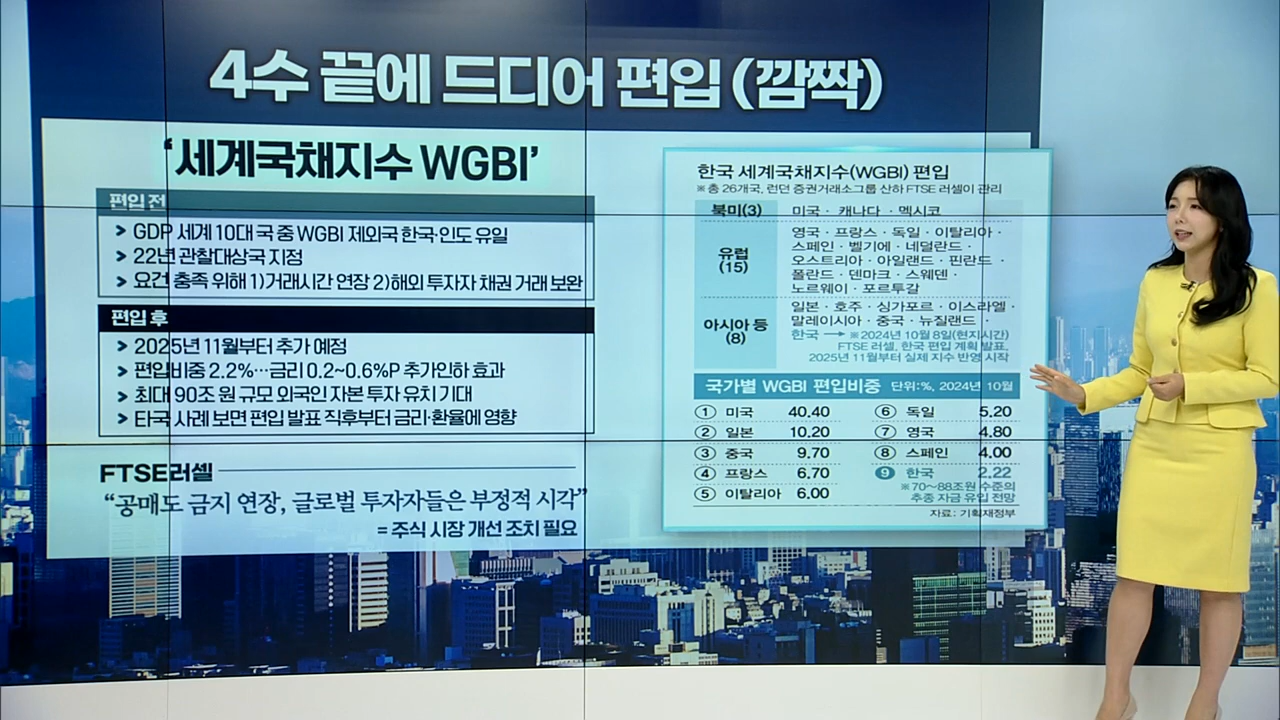 4수 끝에 드디어 편입 (깜짝)
‘세계국채지수 WGBI’
편입 전
> GDP 세계 10대 국 중 WGBI 제외국 한국·인도 유일
> 22년 관찰대상국 지정
> 요건 충족 위해 1)거래시간 연장 2)해외 투자자 채권 거래 보완
편입 후
> 2025년 11월부터 추가 예정
> 편입비중 2.2%…금리 0.2~0.6%P 추가인하 효과
> 최대 90조 원 규모 외국인 자본 투자 유치 기대
> 타국 사례 보면 편입 발표 직후부터 금리·환율에 영향
FTSE러셀
“공매도 금지 연장, 글로벌 투자자들은 부정적 시각”
= 주식 시장 개선 조치 필요
한국 세계국채지수(WGBI) 편입
※ 총 26개국, 런던 증권거래소그룹 산하 FTSE 러셀이 관리
북미(3)
미국 · 캐나다 · 멕시코
유럽
(15)
영국 · 프랑스 · 독일 · 이탈리아 ·
스페인 · 벨기에 · 네덜란드 ·
오스트리아 · 아일랜드 · 핀란드 ·
폴란드 · 덴마크 · 스웨덴 ·
노르웨이 · 포르투갈
아시아 등
(8)
일본 · 호주 · 싱가포르 · 이스라엘 ·
말레이시아 · 중국 · 뉴질랜드 ·
한국 → ※ 2024년 10월 8일(현지시간)
FTSE 러셀, 한국 편입 계획 발표,
2025년 11월부터 실제 지수 반영 시작
국가별 WGBI 편입비중 단위:%, 2024년 10월
① 미국 40.40
② 일본 10.20
③ 중국 9.70
④ 프랑스 6.70
⑤ 이탈리아 6.00
⑥ 독일 5.20
⑦ 영국 4.80
⑧ 스페인 4.00
⑨ 한국 2.22
※ 70~88조원 수준의
추종 자금 유입 전망
자료: 기획재정부